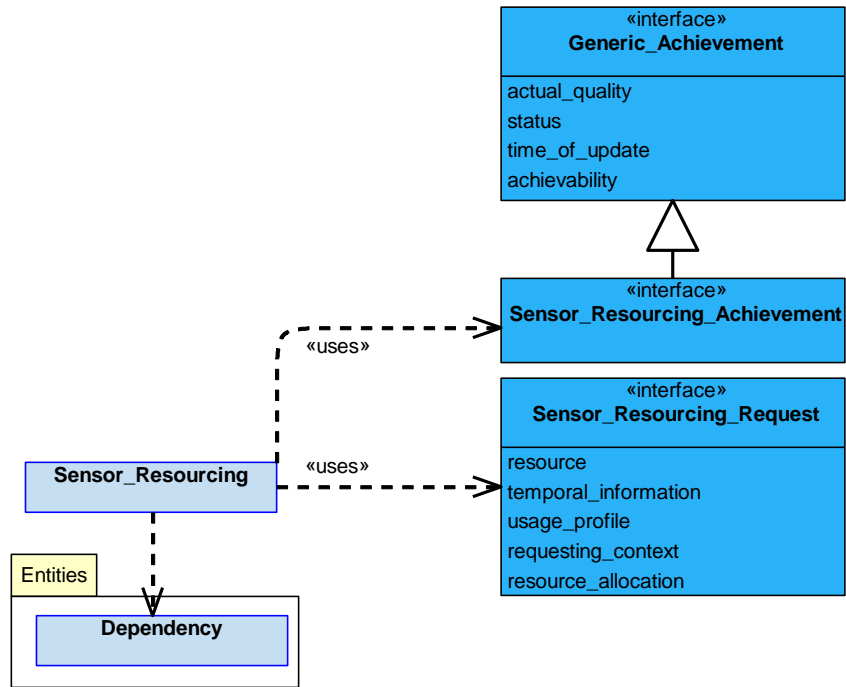 «interface»
Generic_Achievement
actual_quality
status
time_of_update
achievability
«interface»
Sensor_Resourcing_Achievement
«uses»
«interface»
Sensor_Resourcing_Request
resource
temporal_information
usage_profile
requesting_context
resource_allocation
«uses»
Sensor_Resourcing
Entities
Dependency